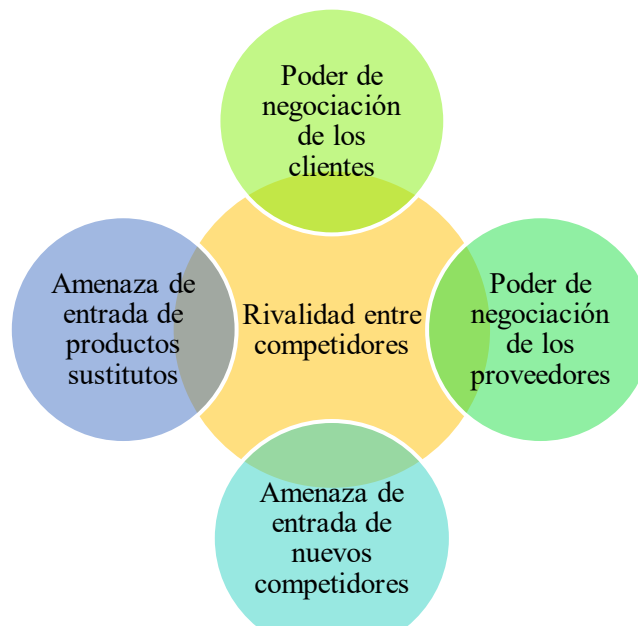 Poder de
negociación
de los
clientes
Amenaza de
entrada de
productos
sustitutos
Rivalidad entre
competidores
Poder de
negociación
de los
proveedores
Amenaza de
entrada de
nuevos
competidores